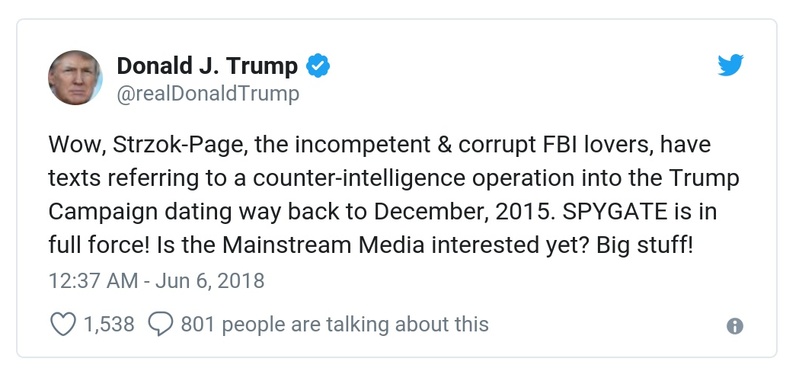 Donald J. Trump
@realDonaldTrump
Wow, Strzok-Page, the incompetent & corrupt FBI lovers, have
texts referring to a counter-intelligence operation into the Trump
Campaign dating way back to December, 2015. SPYGATE is in
full force! Is the Mainstream Media interested yet? Big stuff!
12:37 AM - Jun 6, 2018
1,538 801 people are talking about this